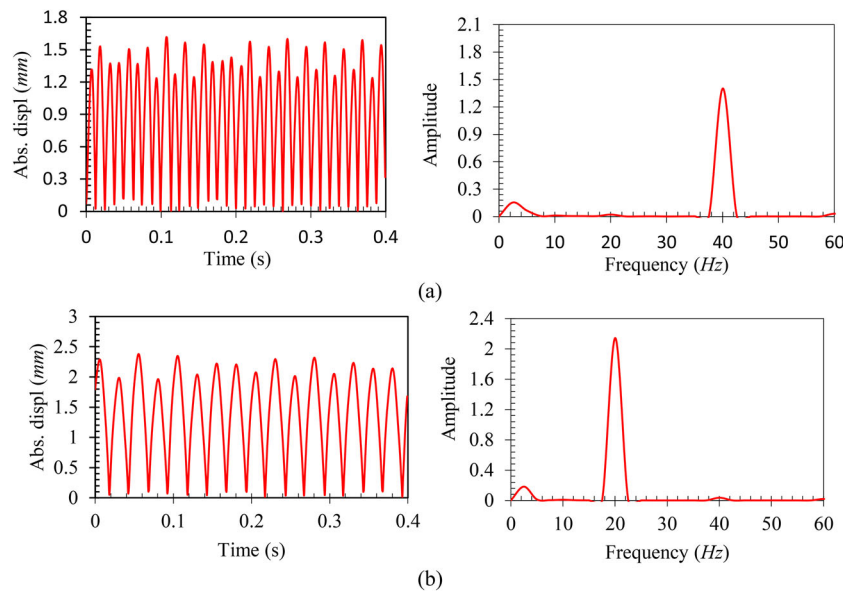 1.8
1.5
1.2
0.9
0.6
0.3
0
Abs. displ (mm)
0 0.1 0.2 0.3 0.4
Time (s)
2.1
1.8
1.5
1.2
0.9
0.6
0.3
0
Amplitude
0 10 20 30 40 50 60
Frequency (Hz)
(a)
3
2.5
2
1.5
1
0.5
0
Abs. displ (mm)
0 0.1 0.2 0.3 0.4
Time (s)
2.4
2
1.6
1.2
0.8
0.4
0
Amplitude
0 10 20 30 40 50 60
Frequency (Hz)
(b)